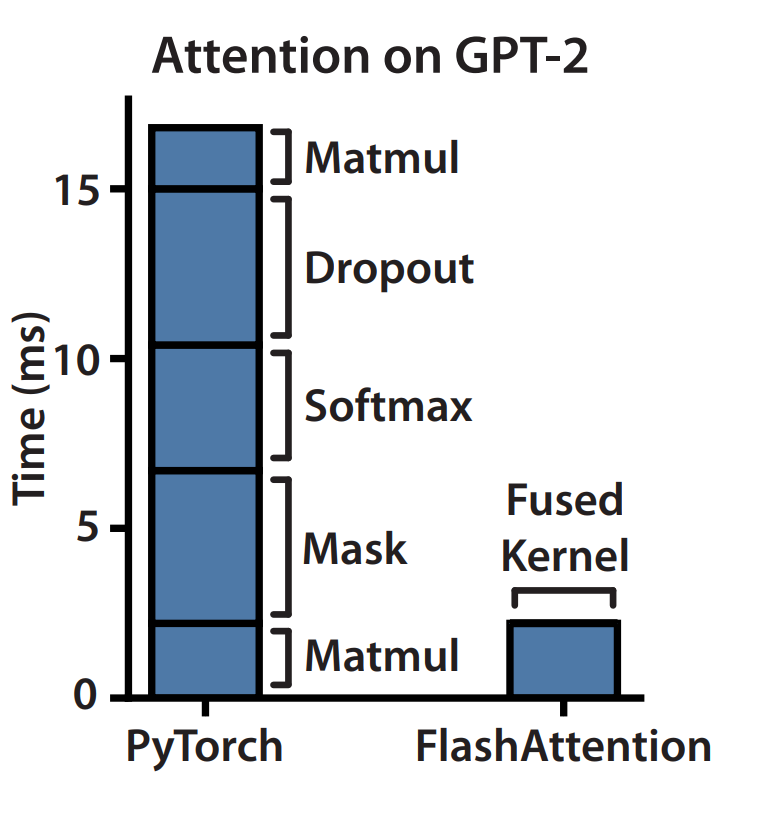 Attention on GPT-2
Time (ms)
15
10
5
0
Matmul
Dropout
Softmax
Mask
Matmul
Fused
Kernel
PyTorch
FlashAttention